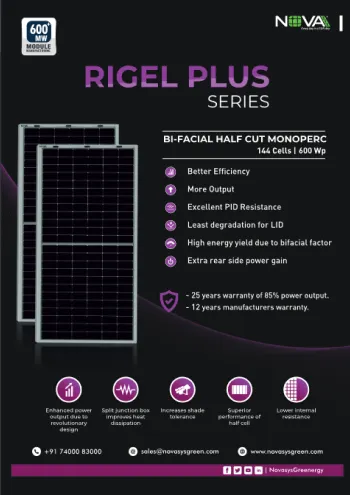 600+
MW
MODULE
NOVA
RIGEL PLUS
SERIES
BI-FACIAL HALF CUT MONOPERC
144 Cells | 600 Wp
Better Efficiency
More Output
Excellent PID Resistance
Least degradation for LID
High energy yield due to bifacial factor
Extra rear side power gain
- 25 years warranty of 85% power output.
- 12 years manufacturers warranty.
Enhanced power
output due to
revolutionary
design
Split junction box
improves heat
dissipation
Increases shade
tolerance
Superior
performance of
half cell
Lower internal
resistance
+91 74000 83000
sales@novasysgreen.com
www.novasysgreen.com
| NovasysGreenergy